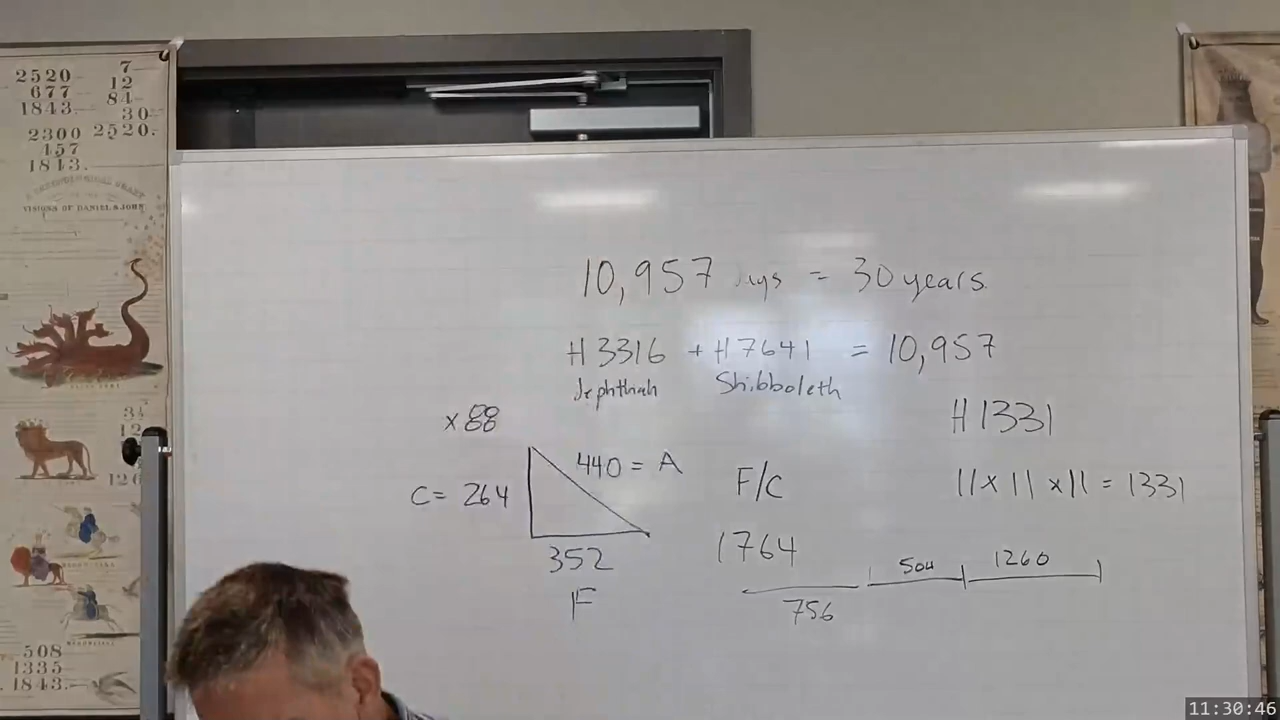 2520
677
1843.
7
12
84
30
2520.
2300
457
1843.
VISIONS OF DANIEL & JOHN
10,957 = 30 years
H3316 + H7641 = 10,957
Jephthah Shibboleth
x 88
H1331
440 = A
C = 264
F/C
11 x 11 x 11 = 1331
352
1764
F
504
1260
756
508
1335
1843.
11:30:46